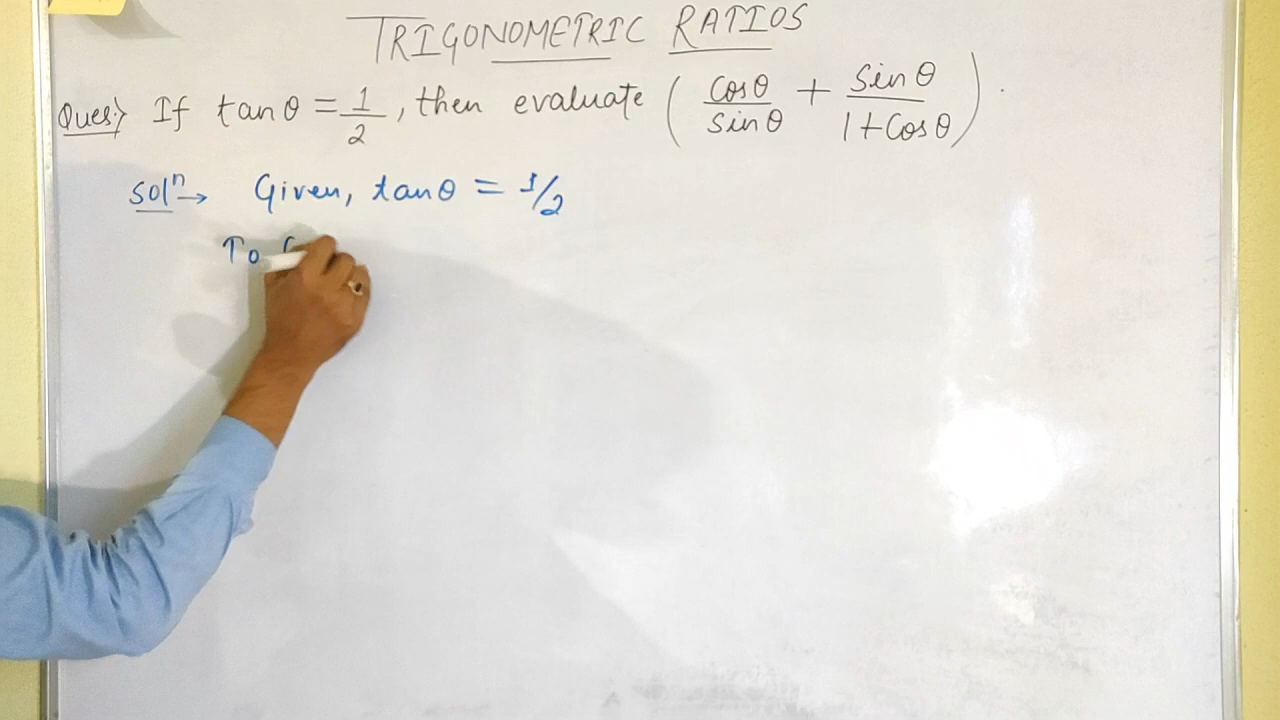 TRIGONOMETRIC RATIOS
Ques:) If tanθ = 1/2, then evaluate (cosθ/sinθ + sinθ/1+cosθ).
Solⁿ→ Given, tanθ = 1/2
To